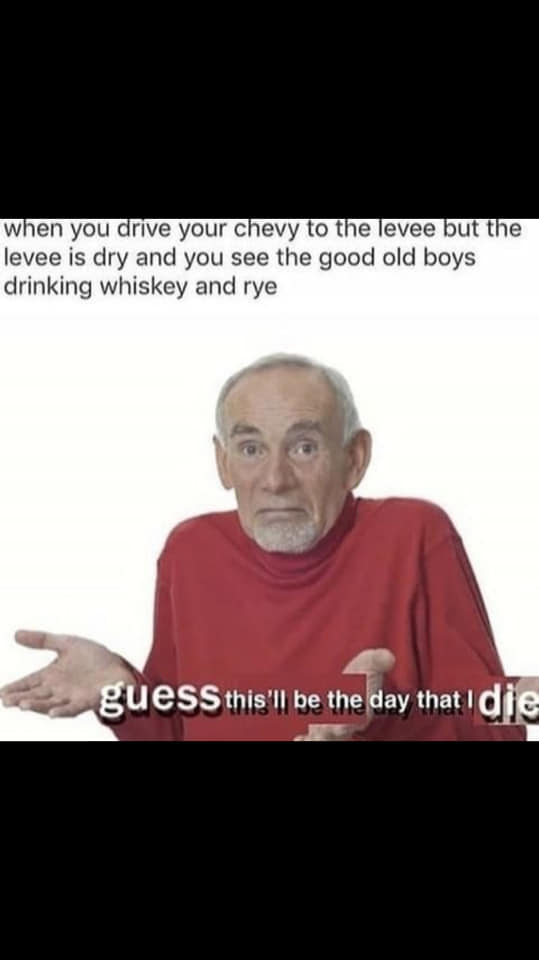 when you drive your chevy to the levee but the
levee is dry and you see the good old boys
drinking whiskey and rye
guess this'll be the day that I die